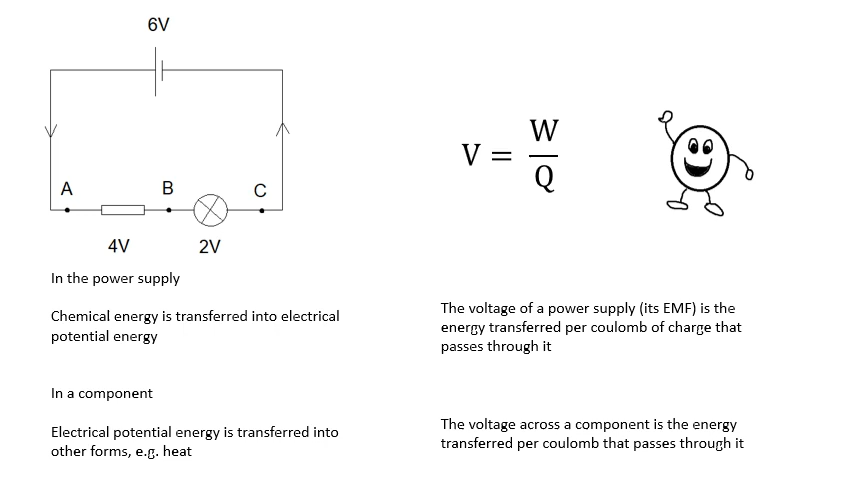 6V
V = W/Q
A
B
C
4V
2V
In the power supply
Chemical energy is transferred into electrical
potential energy
The voltage of a power supply (its EMF) is the
energy transferred per coulomb of charge that
passes through it
In a component
Electrical potential energy is transferred into
other forms, e.g. heat
The voltage across a component is the energy
transferred per coulomb that passes through it